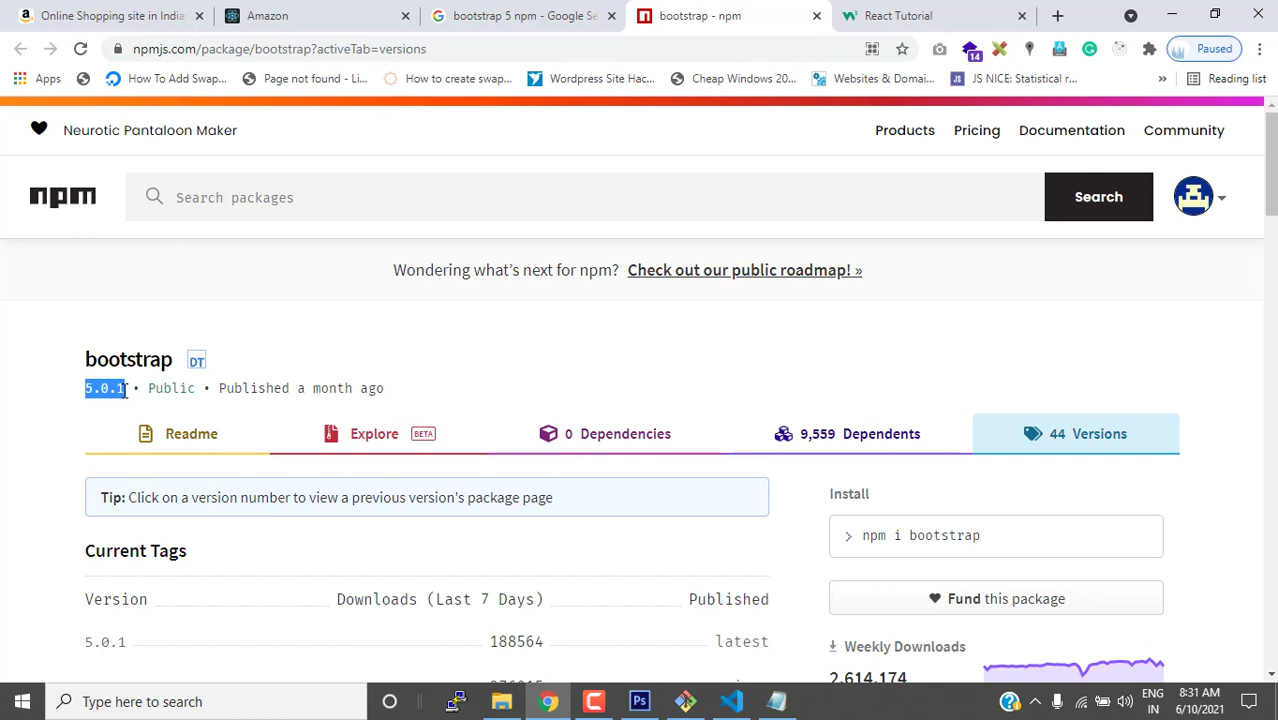 Online Shopping site in India:
Amazon
bootstrap 5 npm - Google Se
bootstrap - npm
React Tutorial
npmjs.com/package/bootstrap?activeTab=versions
14
Paused
Apps
How To Add Swap...
Page not found - Li...
How to create swap...
Wordpress Site Hac...
Cheap Windows 20...
Websites & Domai...
JS NICE: Statistical r...
»
Reading list
Neurotic Pantaloon Maker
Products
Pricing
Documentation
Community
npm
Search packages
Search
Wondering what's next for npm? Check out our public roadmap! »
bootstrap DT
5.0.1 • Public • Published a month ago
Readme
Explore BETA
0 Dependencies
9,559 Dependents
44 Versions
Tip: Click on a version number to view a previous version's package page
Install
> npm i bootstrap
Current Tags
Version
Downloads (Last 7 Days)
Published
Fund this package
5.0.1
188564
latest
Weekly Downloads
2,614,174
Type here to search
ENG
IN
8:31 AM
6/10/2021